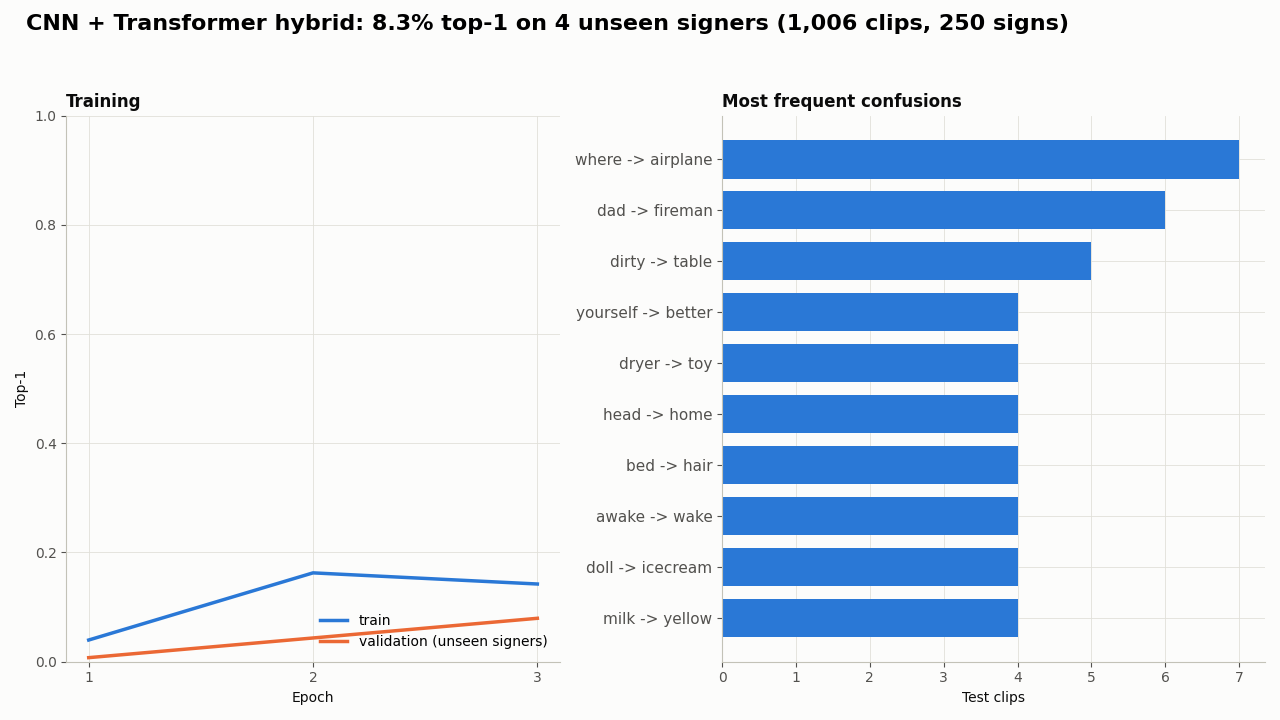 CNN + Transformer hybrid: 8.3% top-1 on 4 unseen signers (1,006 clips, 250 signs)
Training
1.0
0.8
0.6
0.4
0.2
0.0
Top-1
1
2
3
Epoch
train
validation (unseen signers)
Most frequent confusions
where -> airplane
dad -> fireman
dirty -> table
yourself -> better
dryer -> toy
head -> home
bed -> hair
awake -> wake
doll -> icecream
milk -> yellow
0
1
2
3
4
5
6
7
Test clips